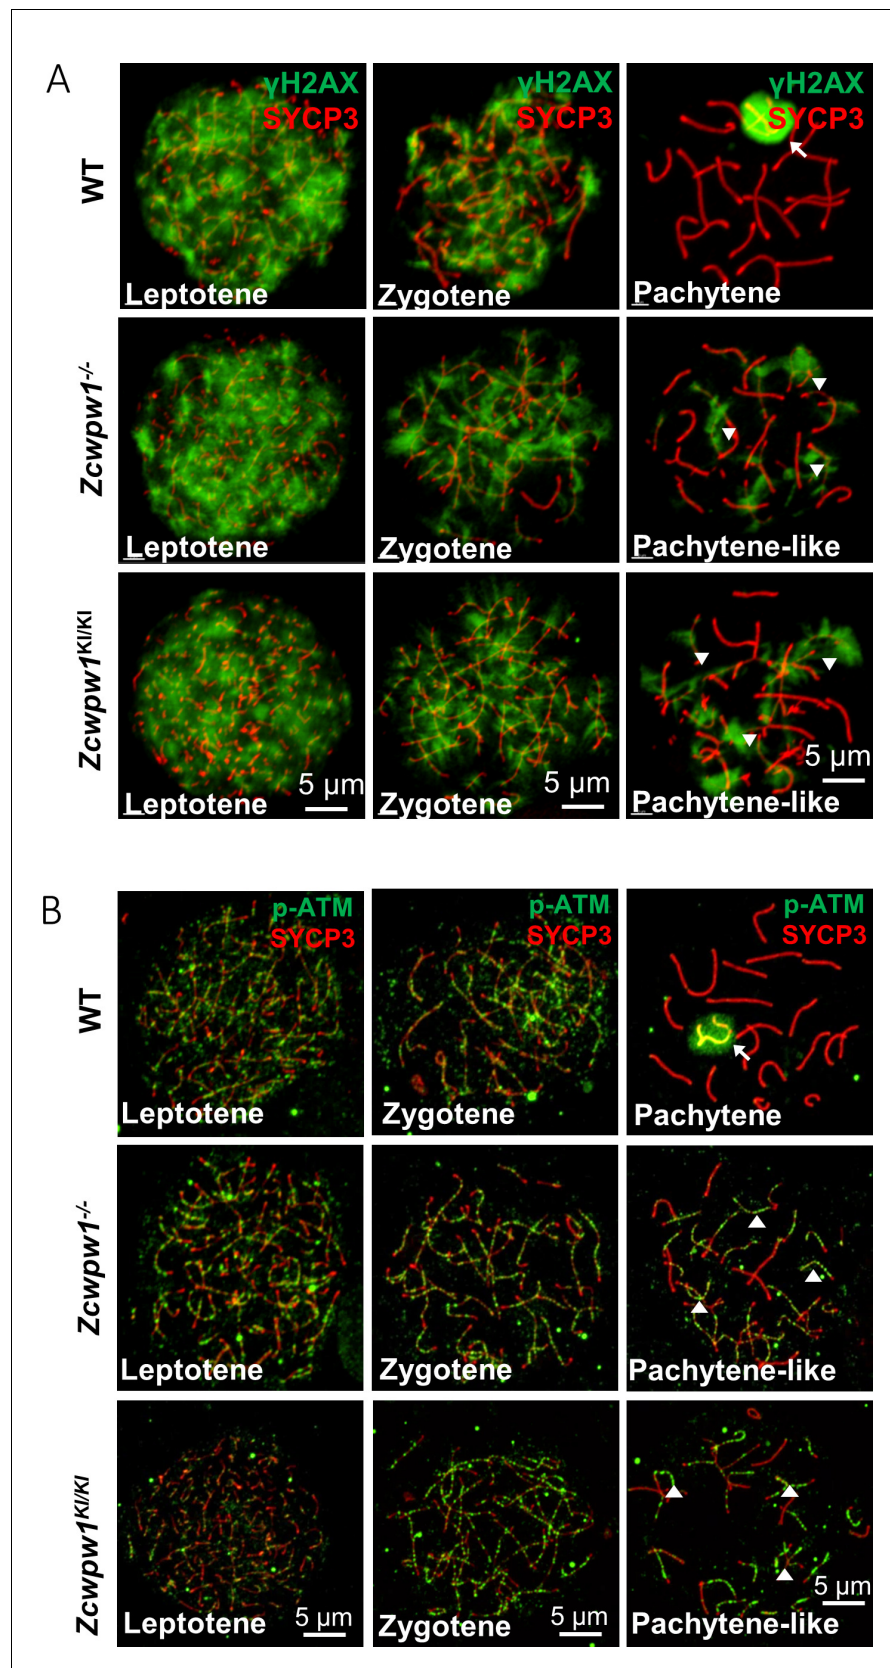 A
WT
γH2AX
SYCP3
Leptotene
γH2AX
SYCP3
Zygotene
γH2AX
SYCP3
Pachytene
Zcwpw1-/-
Leptotene
Zygotene
Pachytene-like
Zcwpw1KI/KI
5 μm
Leptotene
5 μm
Zygotene
5 μm
Pachytene-like
B
WT
p-ATM
SYCP3
Leptotene
p-ATM
SYCP3
Zygotene
p-ATM
SYCP3
Pachytene
Zcwpw1-/-
Leptotene
Zygotene
Pachytene-like
Zcwpw1KI/KI
Leptotene
5 μm
Zygotene
5 μm
5 μm
Pachytene-like